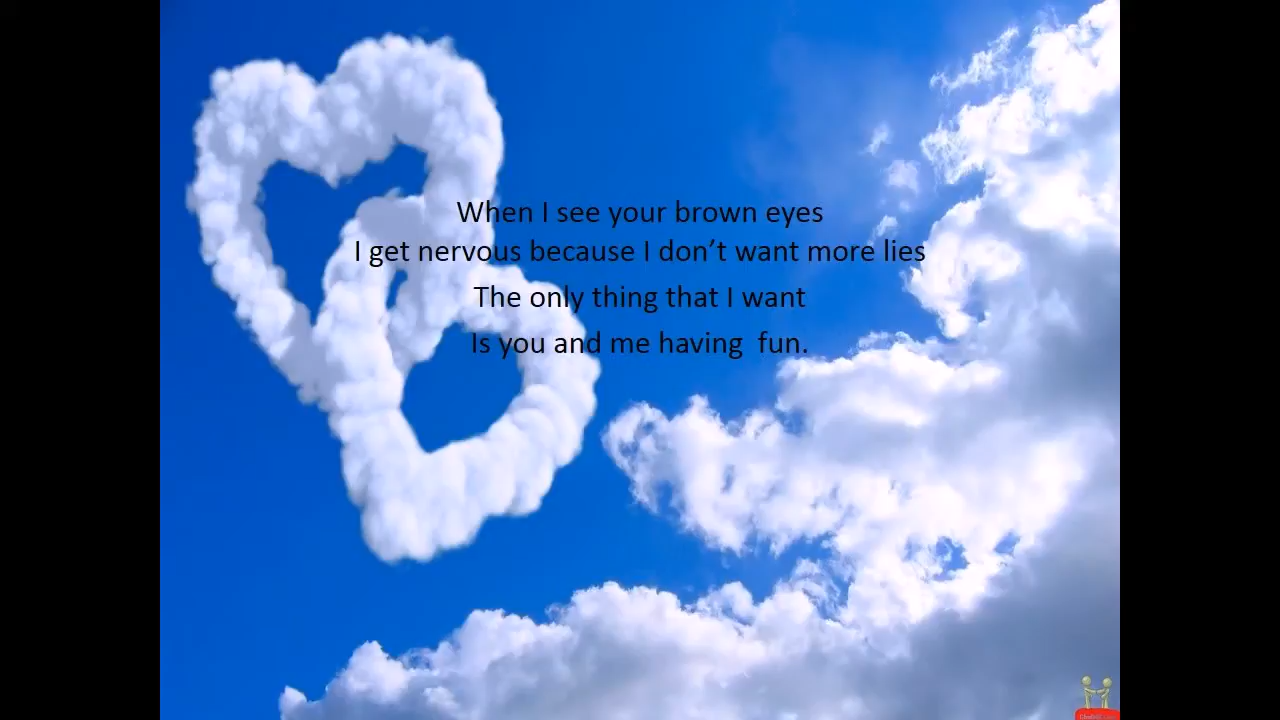 When I see your brown eyes
I get nervous because I don’t want more lies
The only thing that I want
Is you and me having  fun.